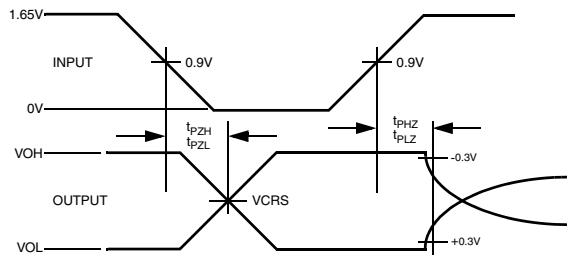 1.65V
INPUT
0.9V
0.9V
0V
tPZH
tPZL
tPHZ
tPLZ
VOH
-0.3V
OUTPUT
VCRS
VOL
+0.3V